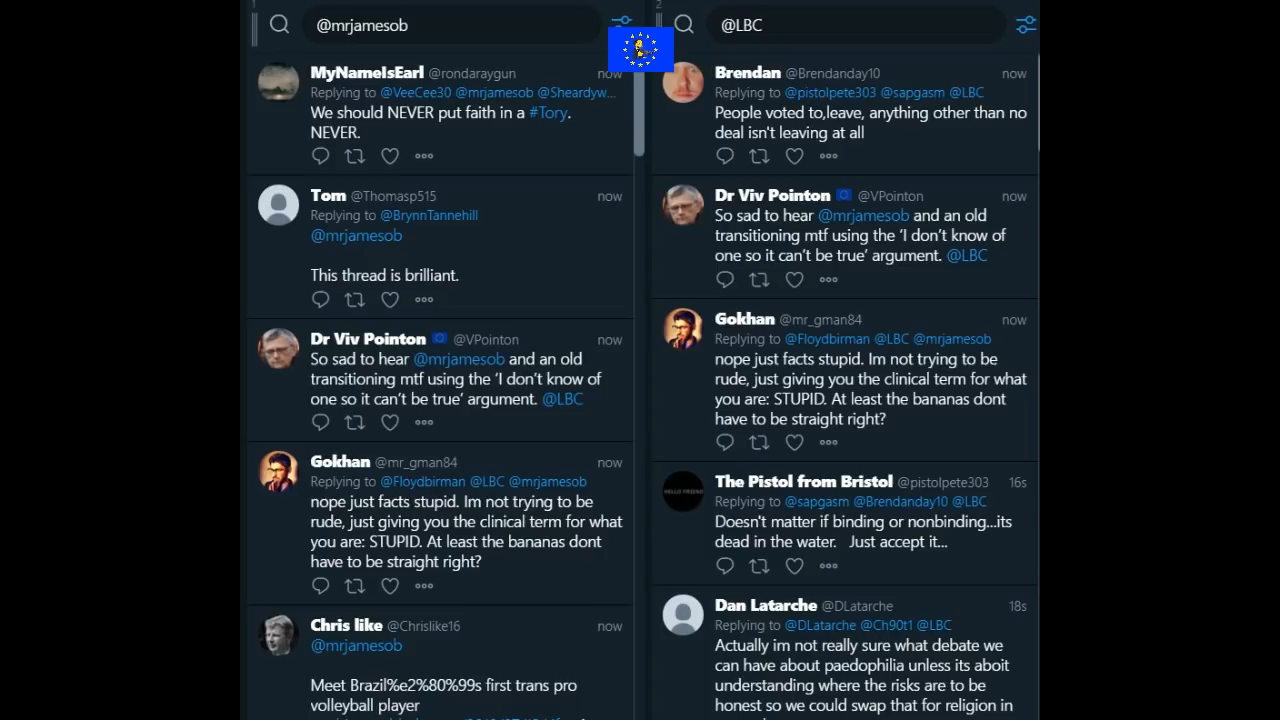 1
@mrjamesob
MyNameIsEarl @rondaraygun now
Replying to @VeeCee30 @mrjamesob @Sheardyw...
We should NEVER put faith in a #Tory.
NEVER.
Tom @Thomasp515 now
Replying to @BrynnTannehill
@mrjamesob
This thread is brilliant.
Dr Viv Pointon @VPointon now
So sad to hear @mrjamesob and an old
transitioning mtf using the ‘I don’t know of
one so it can’t be true’ argument. @LBC
Gokhan @mr_gman84 now
Replying to @Floydbirman @LBC @mrjamesob
nope just facts stupid. Im not trying to be
rude, just giving you the clinical term for what
you are: STUPID. At least the bananas dont
have to be straight right?
Chris like @Chrislike16 now
@mrjamesob
Meet Brazil%e2%80%99s first trans pro
volleyball player
2
@LBC
Brendan @Brendanday10 now
Replying to @pistolpete303 @sapgasm @LBC
People voted to,leave, anything other than no
deal isn't leaving at all
Dr Viv Pointon @VPointon now
So sad to hear @mrjamesob and an old
transitioning mtf using the ‘I don’t know of
one so it can’t be true’ argument. @LBC
Gokhan @mr_gman84 now
Replying to @Floydbirman @LBC @mrjamesob
nope just facts stupid. Im not trying to be
rude, just giving you the clinical term for what
you are: STUPID. At least the bananas dont
have to be straight right?
The Pistol from Bristol @pistolpete303 16s
Replying to @sapgasm @Brendanday10 @LBC
Doesn't matter if binding or nonbinding...its
dead in the water. Just accept it...
Dan Latarche @DLatarche 18s
Replying to @DLatarche @Ch90t1 @LBC
Actually im not really sure what debate we
can have about paedophilia unless its aboit
understanding where the risks are to be
honest so we could swap that for religion in